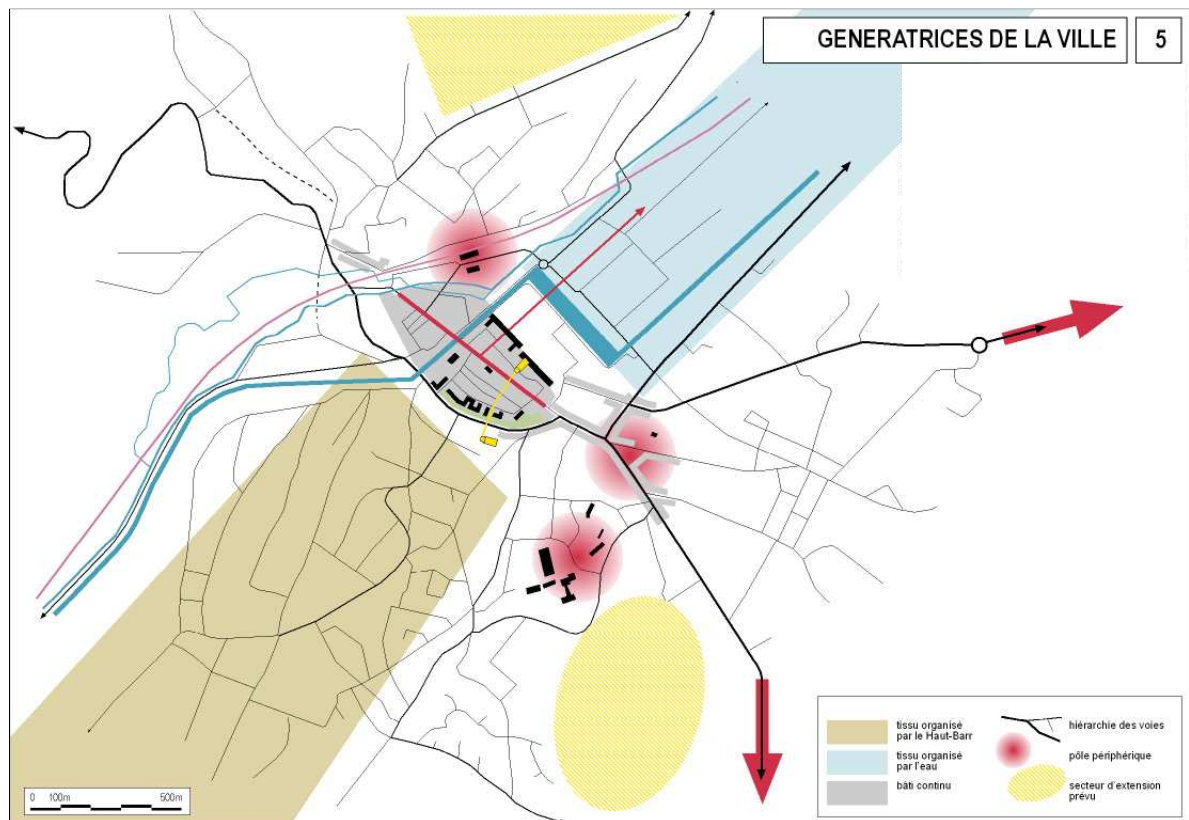 GENERATRICES DE LA VILLE 5
tissu organisé
par le Haut-Barr
tissu organisé
par l'eau
bâti continu
hiérarchie des voies
pôle périphérique
secteur d'extension
prévu
0 100m 500m